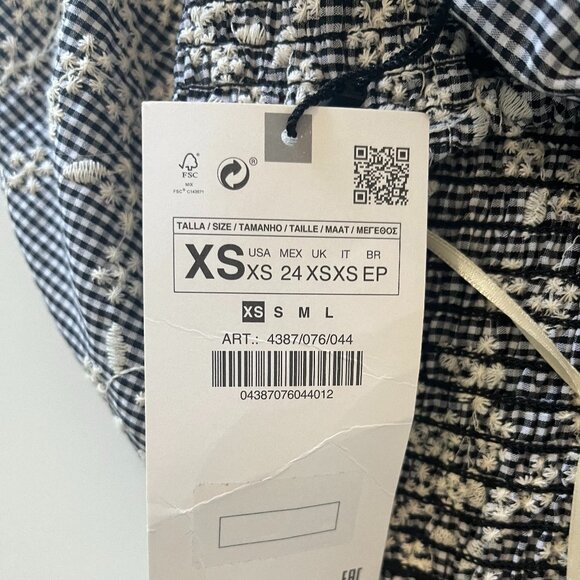 FSC
MIX
FSC® C143571
®
TALLA / SIZE / TAMANHO / TAILLE / MAAT / ΜΕΓΕΘΟΣ
XS
USA MEX UK IT BR
XS 24 XS XS EP
XS S M L
ART.: 4387/076/044
04387076044012
EAC